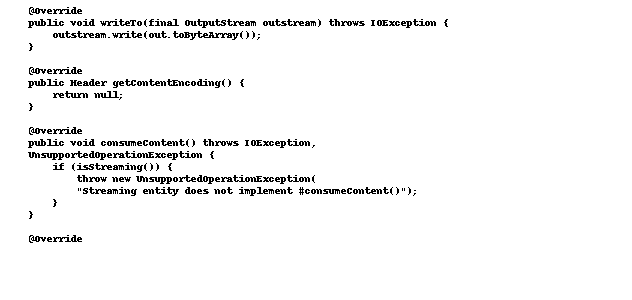 @Override
public void writeTo(final OutputStream outstream) throws IOException {
    outstream.write(out.toByteArray());
}

@Override
public Header getContentEncoding() {
    return null;
}

@Override
public void consumeContent() throws IOException,
UnsupportedOperationException {
    if (isStreaming()) {
        throw new UnsupportedOperationException(
        "Streaming entity does not implement #consumeContent()");
    }
}

@Override